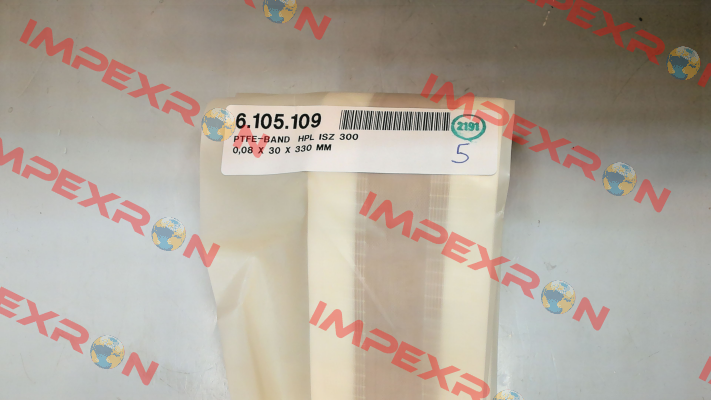 6.105.109
2191
PTFE-BAND HPL ISZ 300
0,08 X 30 X 330 MM
5
IMPEXRON
IMPEXRON
IMPEXRON
IMPEXRON
IMPEXRON
IMPEXRON
IMPEXRON
IMPEXRON
IMPEXRON